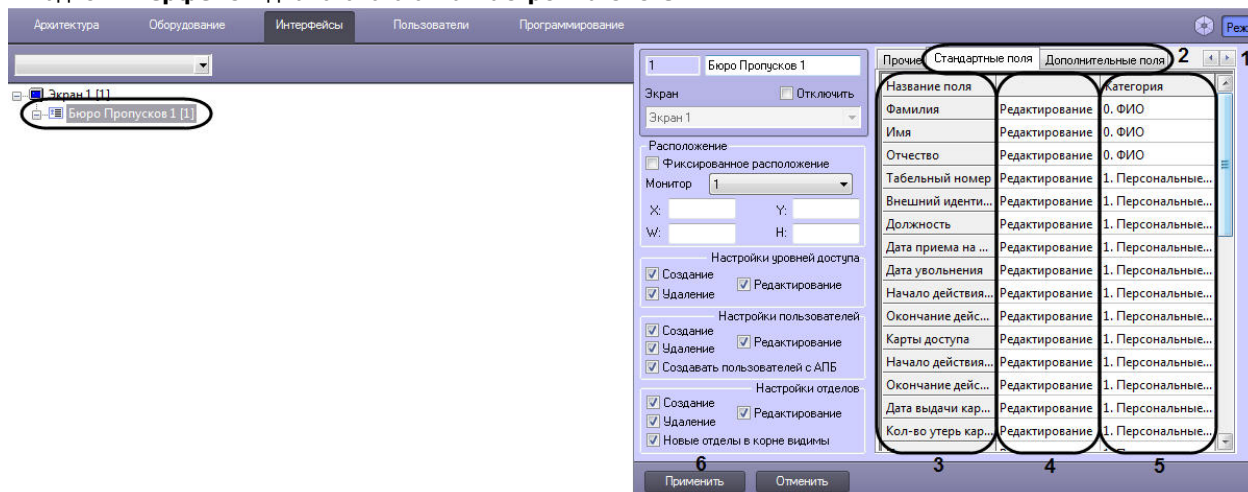 Архитектура Оборудование Интерфейсы Пользователи Программирование
Экран 1 [1]
Бюро Пропусков 1 [1]
1 Бюро Пропусков 1
Экран Отключить
Экран 1
Расположение
Фиксированное расположение
Монитор 1
X: Y:
W: H:
Настройки уровней доступа
Создание
Редактирование
Удаление
Настройки пользователей
Создание
Редактирование
Удаление
Создавать пользователей с АПБ
Настройки отделов
Создание
Редактирование
Удаление
Новые отделы в корне видимы
6
Применить Отменить
Прочие Стандартные поля Дополнительные поля 2 1
Название поля Категория
Фамилия Редактирование 0. ФИО
Имя Редактирование 0. ФИО
Отчество Редактирование 0. ФИО
Табельный номер Редактирование 1. Персональные...
Внешний иденти... Редактирование 1. Персональные...
Должность Редактирование 1. Персональные...
Дата приема на ... Редактирование 1. Персональные...
Дата увольнения Редактирование 1. Персональные...
Начало действия... Редактирование 1. Персональные...
Окончание дейс... Редактирование 1. Персональные...
Карты доступа Редактирование 1. Персональные...
Начало действия... Редактирование 1. Персональные...
Окончание дейс... Редактирование 1. Персональные...
Дата выдачи кар... Редактирование 1. Персональные...
Кол-во утерь кар... Редактирование 1. Персональные...
3 4 5